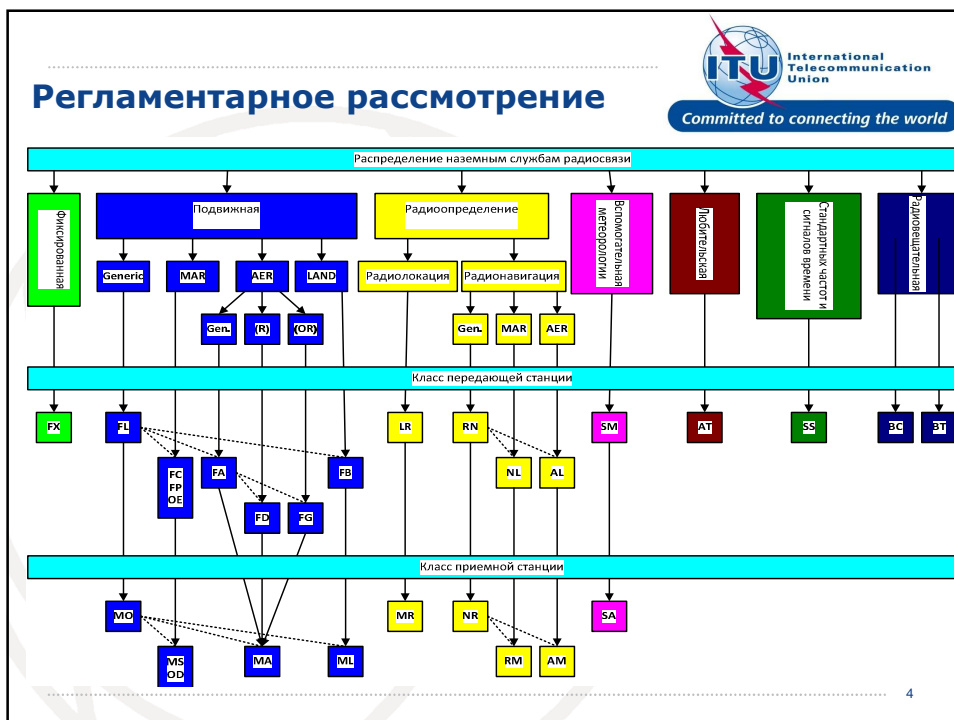 International
Telecommunication
Union
ITU
Committed to connecting the world
Регламентарное рассмотрение
Распределение наземным службам радиосвязи
Фиксированная
Подвижная
Радиоопределение
Вспомогательная
метеорологии
Любительская
Стандартных частот и
сигналов времени
Радиовещательная
Generic MAR AER LAND Радиолокация Радионавигация
Gen. (R) (OR) Gen. MAR AER
Класс передающей станции
FX FL LR RN SM AT SS BC BT
FC
FP
OE
FA FB NL AL
FD FG
Класс приемной станции
MO MR NR SA
MS
OD
MA ML RM AM
4